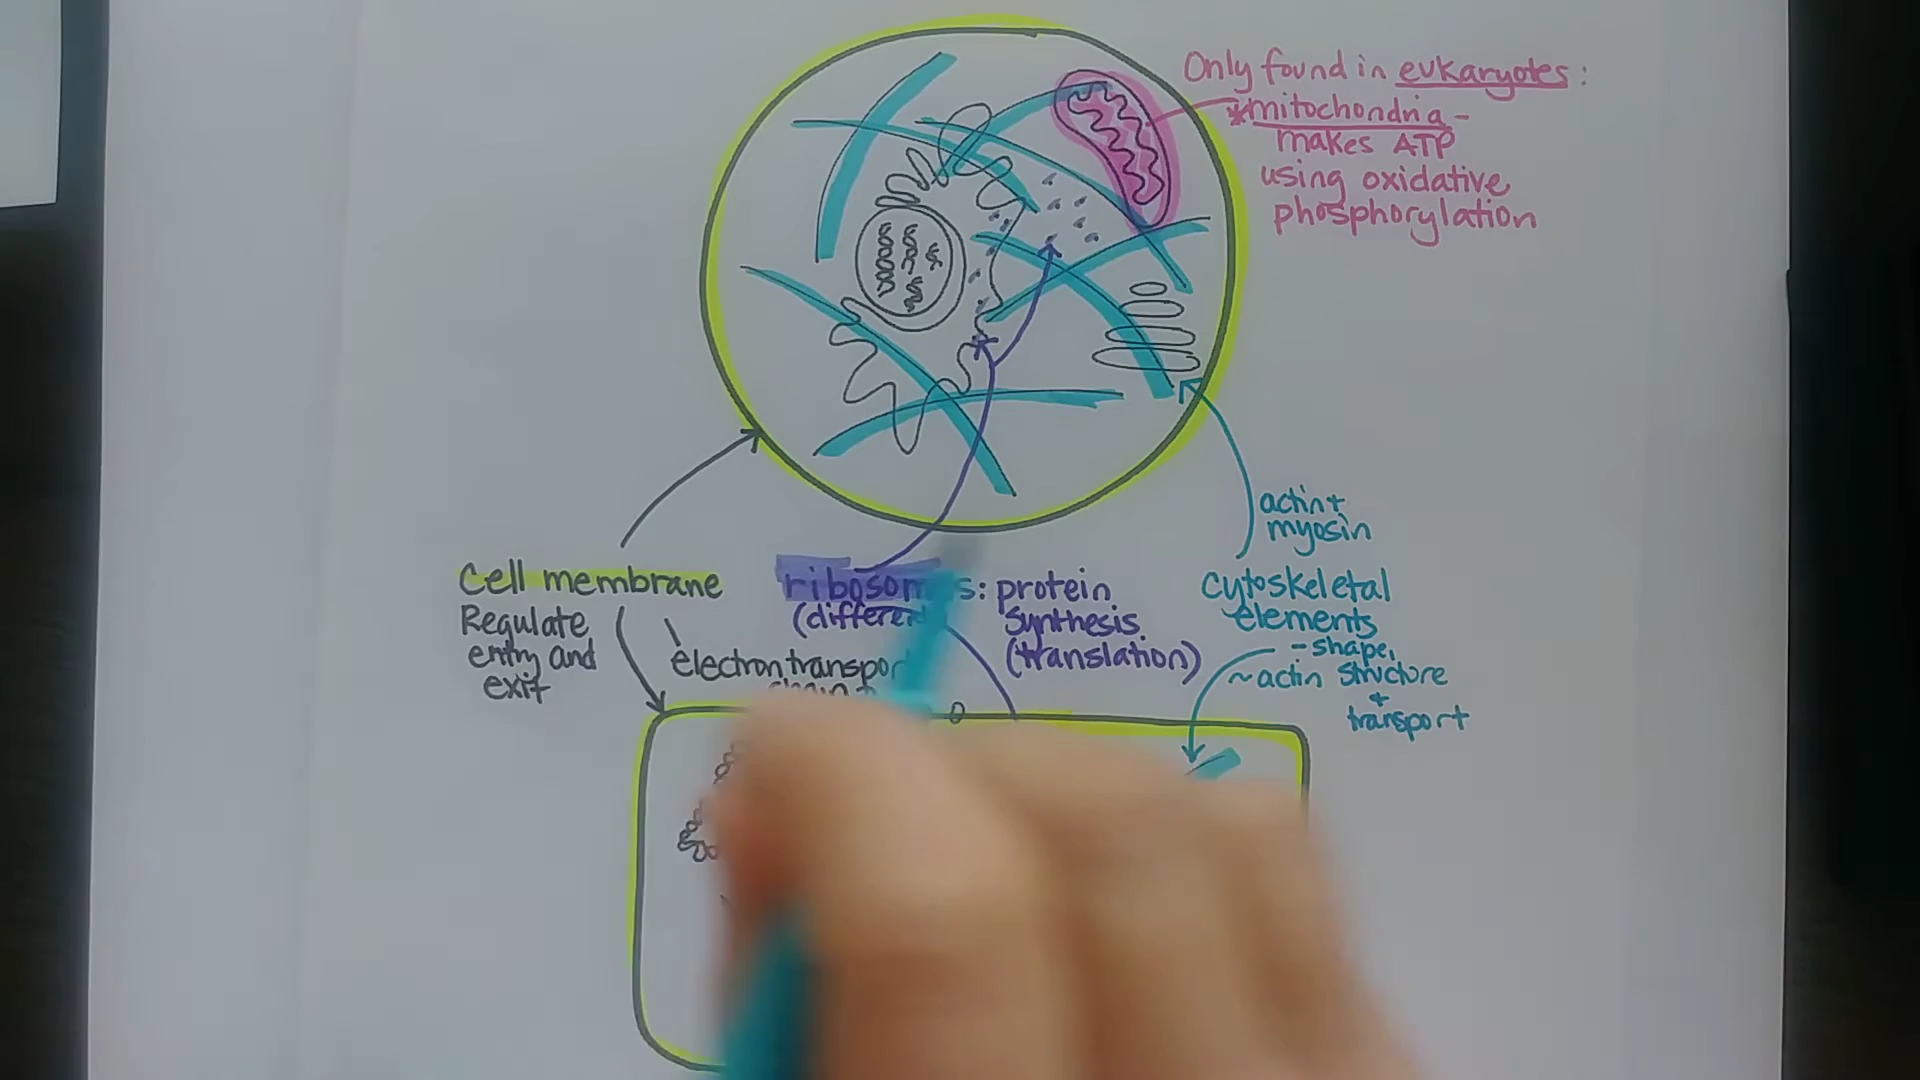 Only found in eukaryotes:
*mitochondria -
makes ATP
using oxidative
phosphorylation
actin +
myosin
Cell membrane
Regulate
entry and
exit
electron transport
ribosomes: protein
synthesis
(translation)
cytoskeletal
elements
- shape,
~actin structure
+
transport